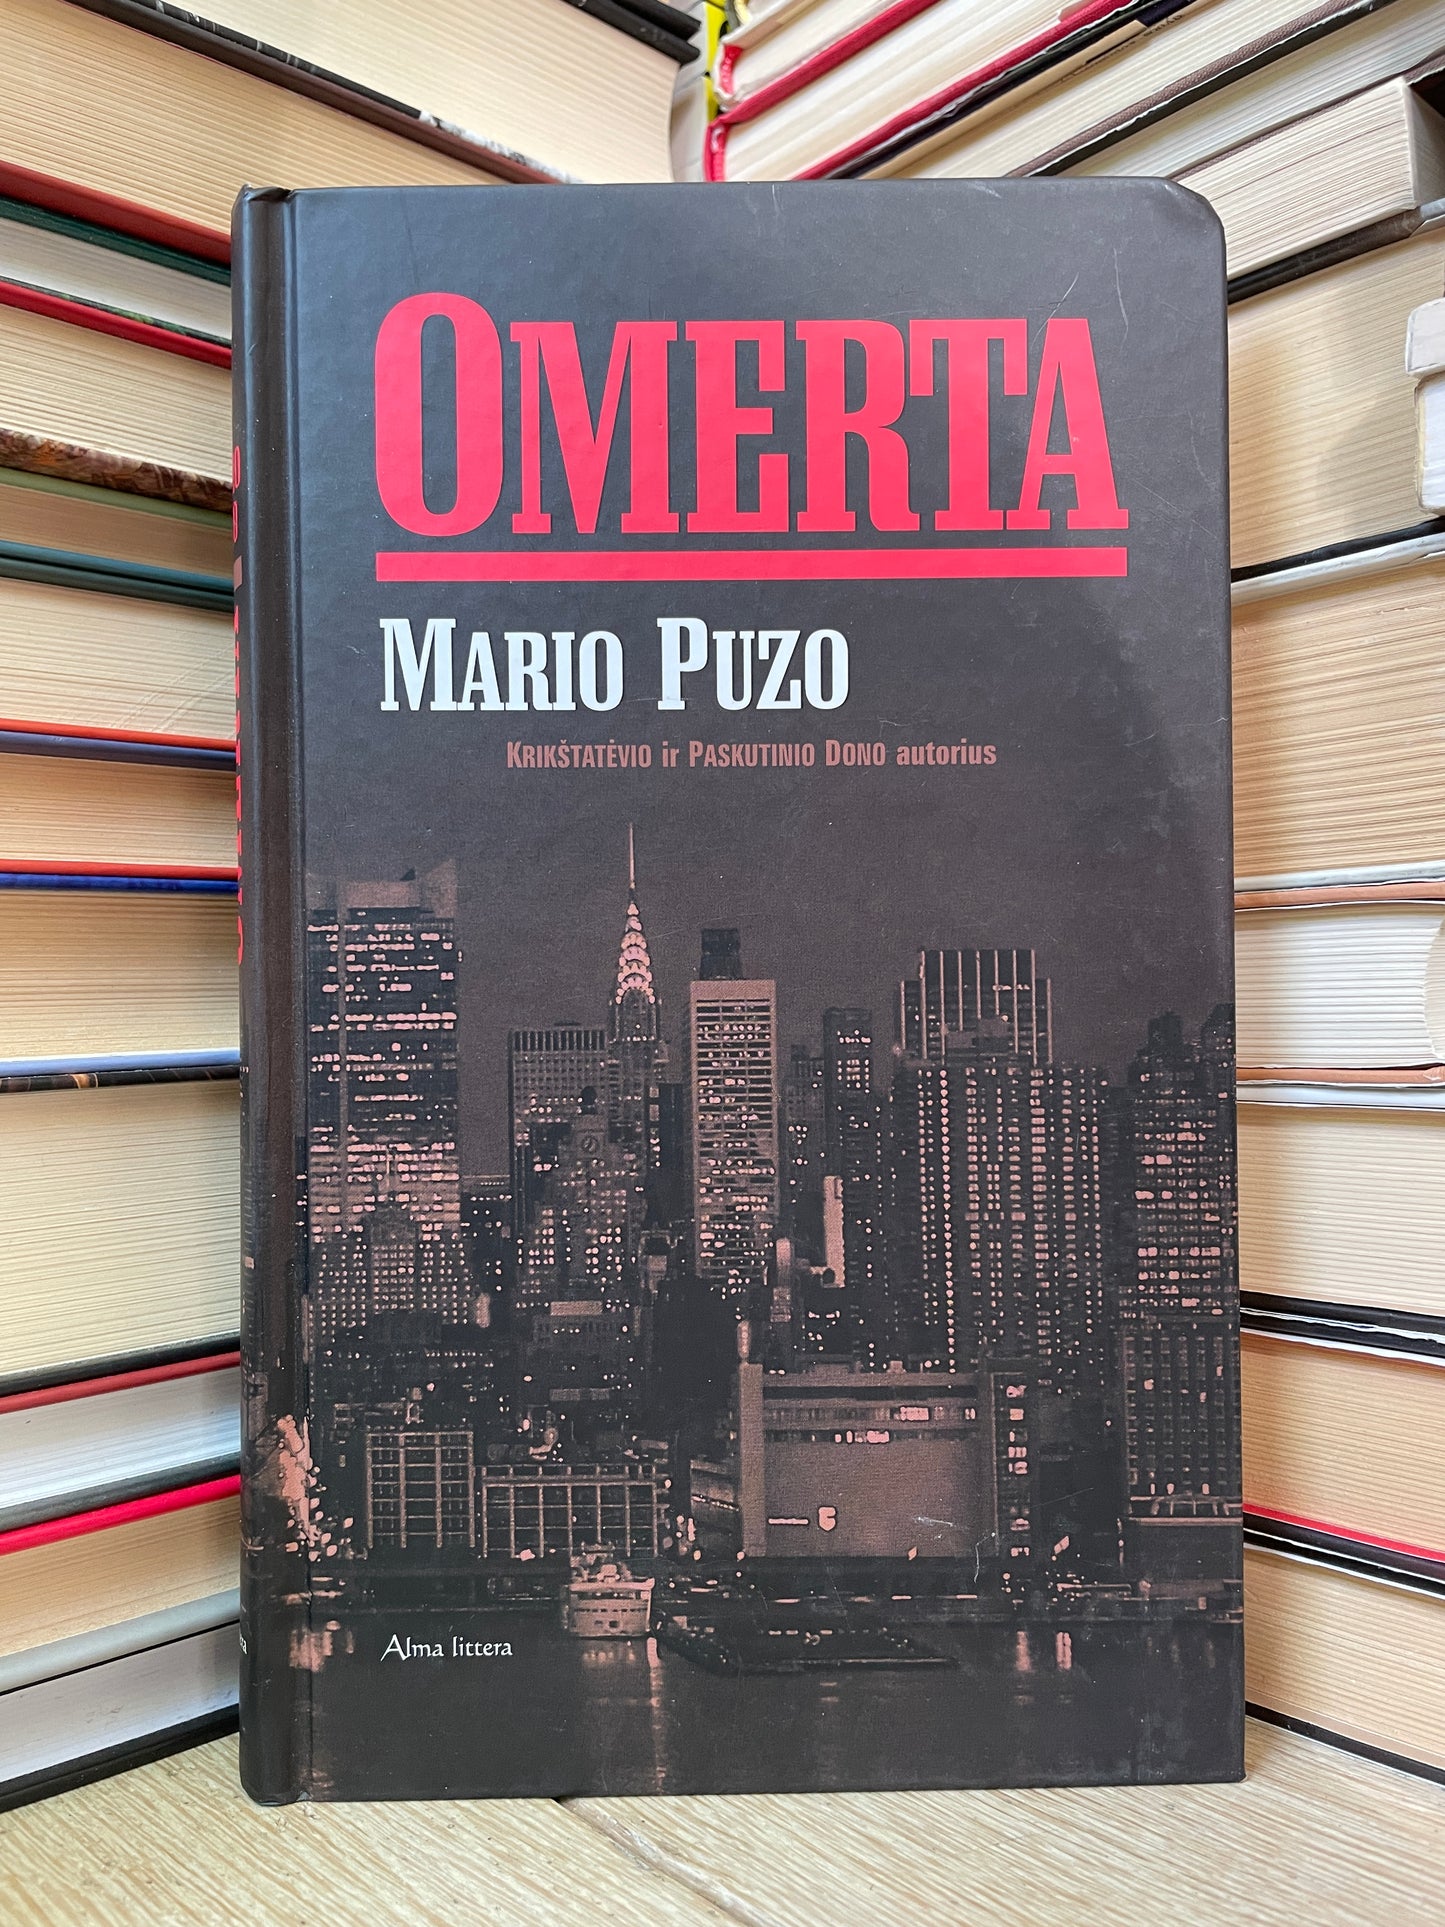 OMERTA
MARIO PUZO
KRIKŠTATĖVIO ir PASKUTINIO DONO autorius
Alma littera